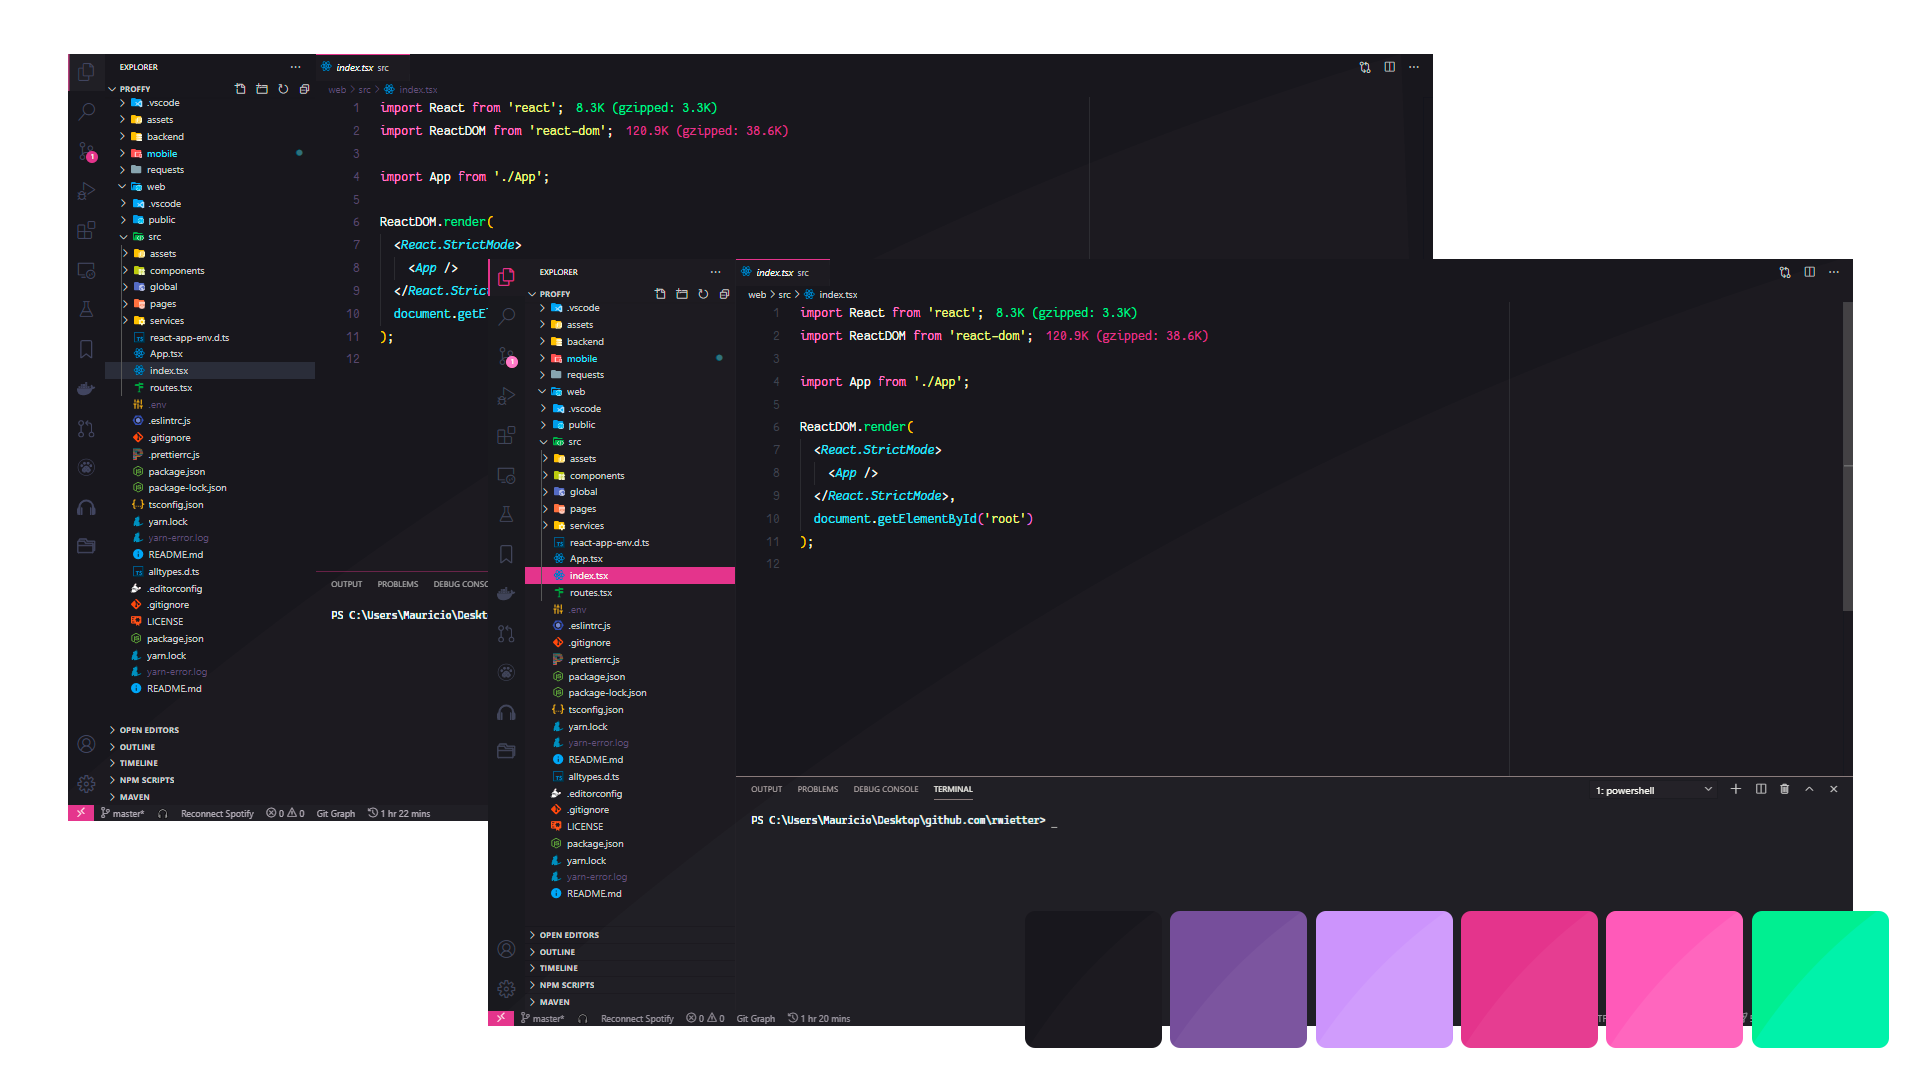 EXPLORER
PROFFY
.vscode
assets
backend
mobile
requests
web
.vscode
public
src
assets
components
global
pages
services
react-app-env.d.ts
App.tsx
index.tsx
routes.tsx
.env
.eslintrc.js
.gitignore
.prettierrc.js
package.json
package-lock.json
tsconfig.json
yarn.lock
yarn-error.log
README.md
alltypes.d.ts
.editorconfig
.gitignore
LICENSE
package.json
yarn.lock
yarn-error.log
README.md
OPEN EDITORS
OUTLINE
TIMELINE
NPM SCRIPTS
MAVEN
1
index.tsx src
web > src > index.tsx
1 import React from 'react'; 8.3K (gzipped: 3.3K)
2 import ReactDOM from 'react-dom'; 120.9K (gzipped: 38.6K)
3
4 import App from './App';
5
6 ReactDOM.render(
7 <React.StrictMode>
8 <App />
9 </React.Strict
10 document.getEl
11 );
12
OUTPUT PROBLEMS DEBUG CONSO
PS C:\Users\Mauricio\Deskto
master* Reconnect Spotify 0 0 Git Graph 1 hr 22 mins
EXPLORER
PROFFY
.vscode
assets
backend
mobile
requests
web
.vscode
public
src
assets
components
global
pages
services
react-app-env.d.ts
App.tsx
index.tsx
routes.tsx
.env
.eslintrc.js
.gitignore
.prettierrc.js
package.json
package-lock.json
tsconfig.json
yarn.lock
yarn-error.log
README.md
alltypes.d.ts
.editorconfig
.gitignore
LICENSE
package.json
yarn.lock
yarn-error.log
README.md
OPEN EDITORS
OUTLINE
TIMELINE
NPM SCRIPTS
MAVEN
1
index.tsx src
web > src > index.tsx
1 import React from 'react'; 8.3K (gzipped: 3.3K)
2 import ReactDOM from 'react-dom'; 120.9K (gzipped: 38.6K)
3
4 import App from './App';
5
6 ReactDOM.render(
7 <React.StrictMode>
8 <App />
9 </React.StrictMode>,
10 document.getElementById('root')
11 );
12
OUTPUT PROBLEMS DEBUG CONSOLE TERMINAL
1: powershell
PS C:\Users\Mauricio\Desktop\github.com\rwietter> _
master* Reconnect Spotify 0 0 Git Graph 1 hr 20 mins